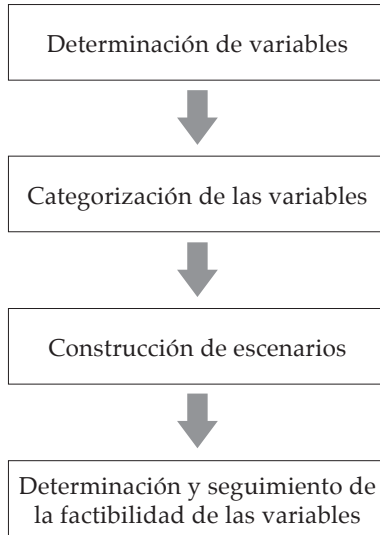 Determinación de variables
Categorización de las variables
Construcción de escenarios
Determinación y seguimiento de
la factibilidad de las variables